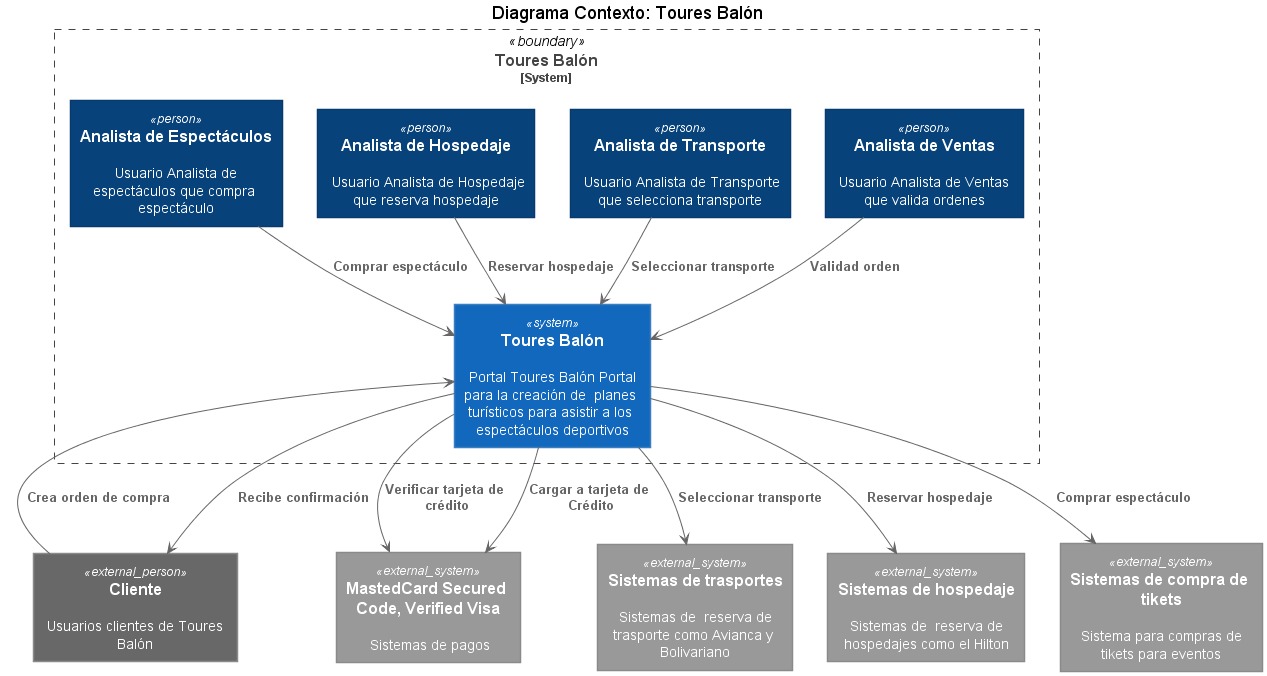 Diagrama Contexto: Toures Balón
«boundary»
Toures Balón
[System]
«person»
Analista de Espectáculos
Usuario Analista de
espectáculos que compra
espectáculo
«person»
Analista de Hospedaje
Usuario Analista de Hospedaje
que reserva hospedaje
«person»
Analista de Transporte
Usuario Analista de Transporte
que selecciona transporte
«person»
Analista de Ventas
Usuario Analista de Ventas
que valida ordenes
Comprar espectáculo
Reservar hospedaje
Seleccionar transporte
Validad orden
«system»
Toures Balón
Portal Toures Balón Portal
para la creación de planes
turísticos para asistir a los
espectáculos deportivos
Crea orden de compra
Recibe confirmación
Verificar tarjeta de
crédito
Cargar a tarjeta de
Crédito
Seleccionar transporte
Reservar hospedaje
Comprar espectáculo
«external_person»
Cliente
Usuarios clientes de Toures
Balón
«external_system»
MastedCard Secured
Code, Verified Visa
Sistemas de pagos
«external_system»
Sistemas de trasportes
Sistemas de reserva de
trasporte como Avianca y
Bolivariano
«external_system»
Sistemas de hospedaje
Sistemas de reserva de
hospedajes como el Hilton
«external_system»
Sistemas de compra de
tikets
Sistema para compras de
tikets para eventos